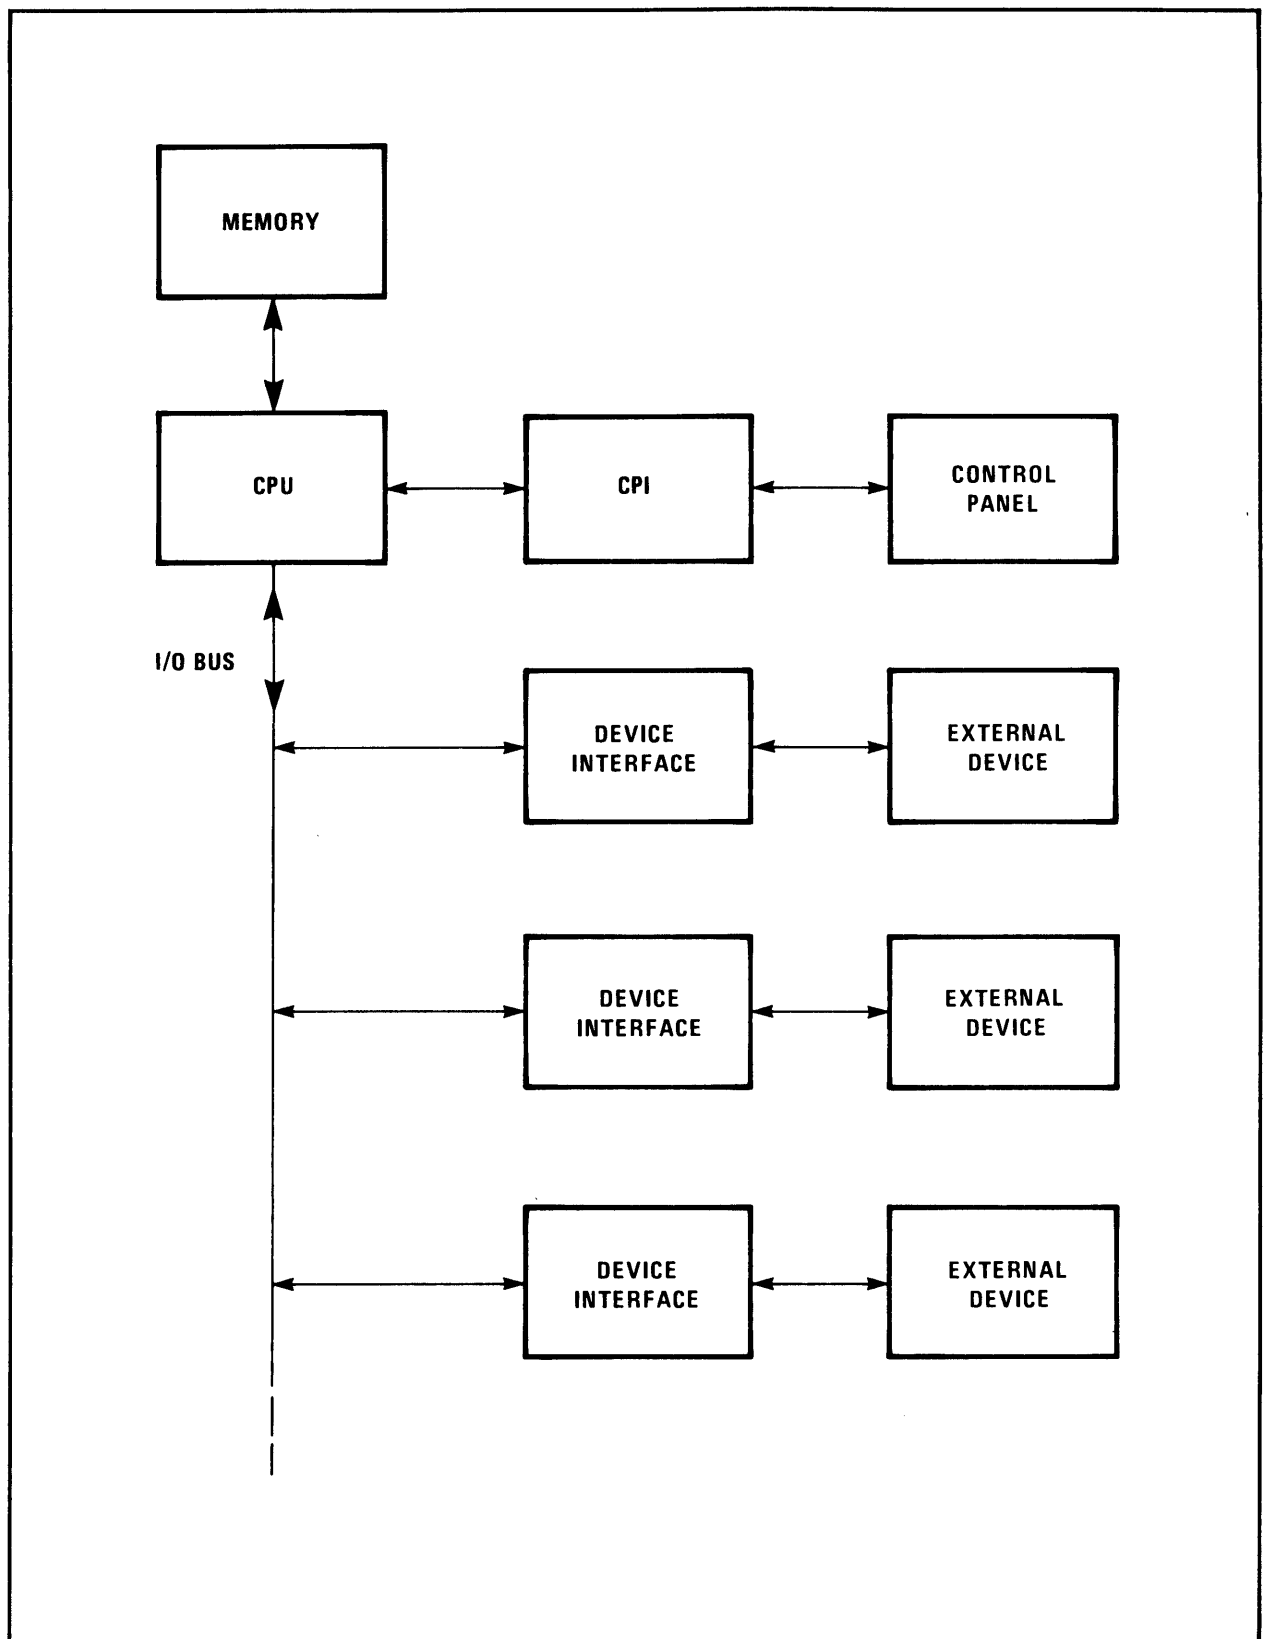 MEMORY
CPU
CPI
CONTROL
PANEL
I/O BUS
DEVICE
INTERFACE
EXTERNAL
DEVICE
DEVICE
INTERFACE
EXTERNAL
DEVICE
DEVICE
INTERFACE
EXTERNAL
DEVICE